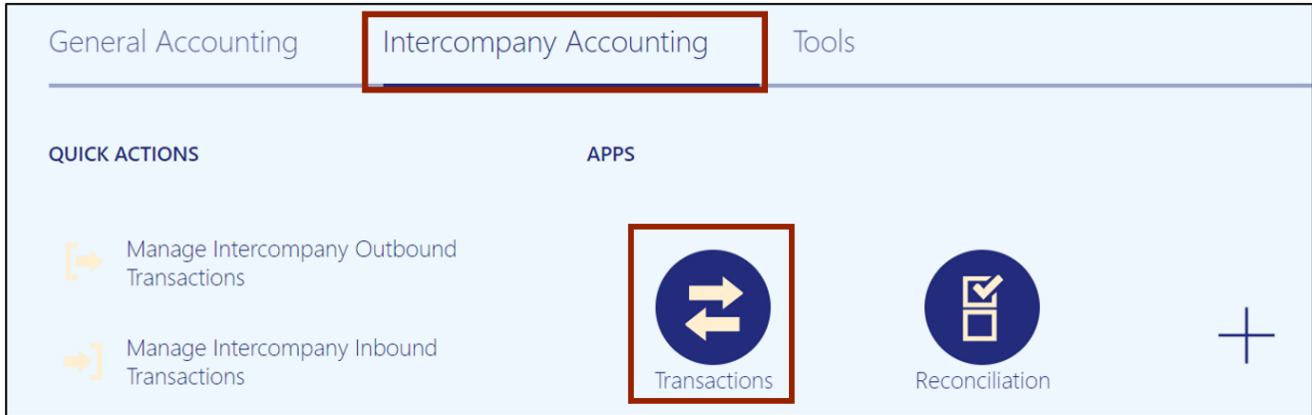 General Accounting
Intercompany Accounting
Tools
QUICK ACTIONS
APPS
Manage Intercompany Outbound
Transactions
Manage Intercompany Inbound
Transactions
Transactions
Reconciliation